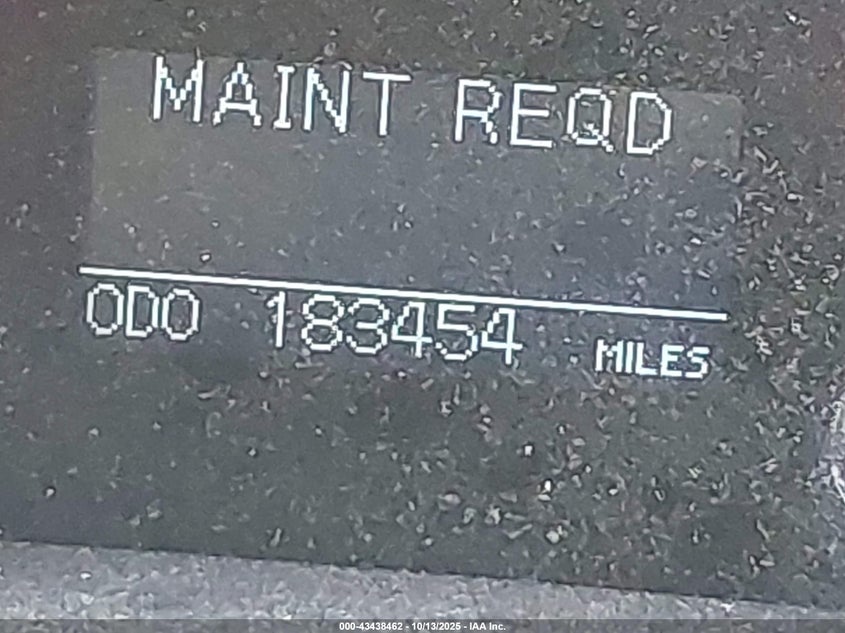 MAINT REQD
ODO 183454 MILES
000-43438462 - 10/13/2025 - IAA Inc.